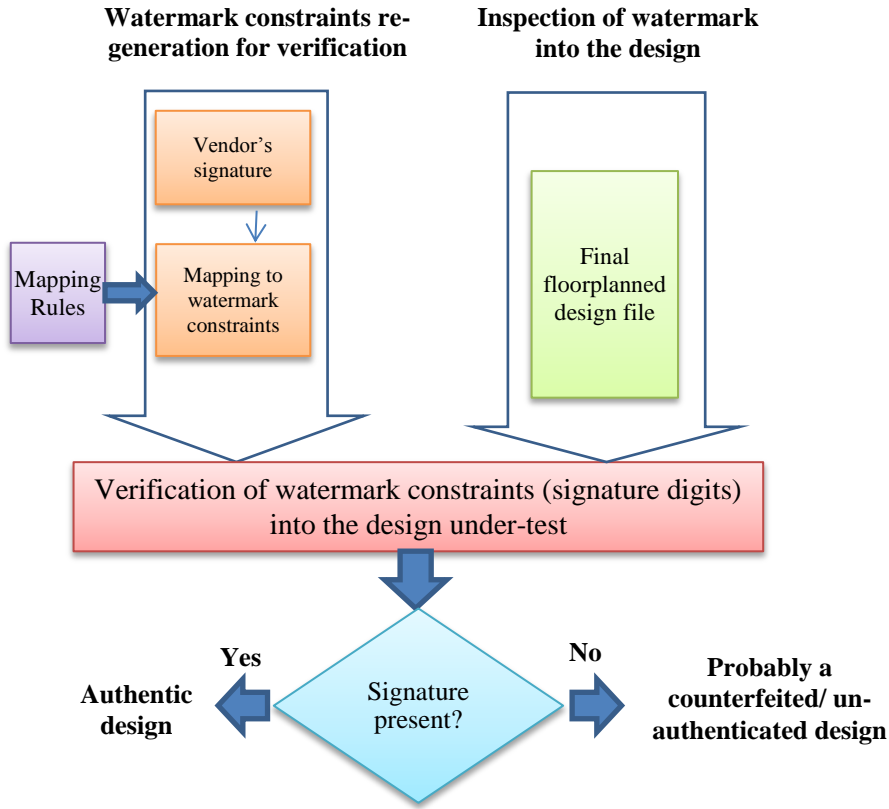 Watermark constraints re-
generation for verification
Inspection of watermark
into the design
Vendor's
signature
Mapping
Rules
Mapping to
watermark
constraints
Final
floorplanned
design file
Verification of watermark constraints (signature digits)
into the design under-test
Signature
present?
Yes
Authentic
design
No
Probably a
counterfeited/ un-
authenticated design